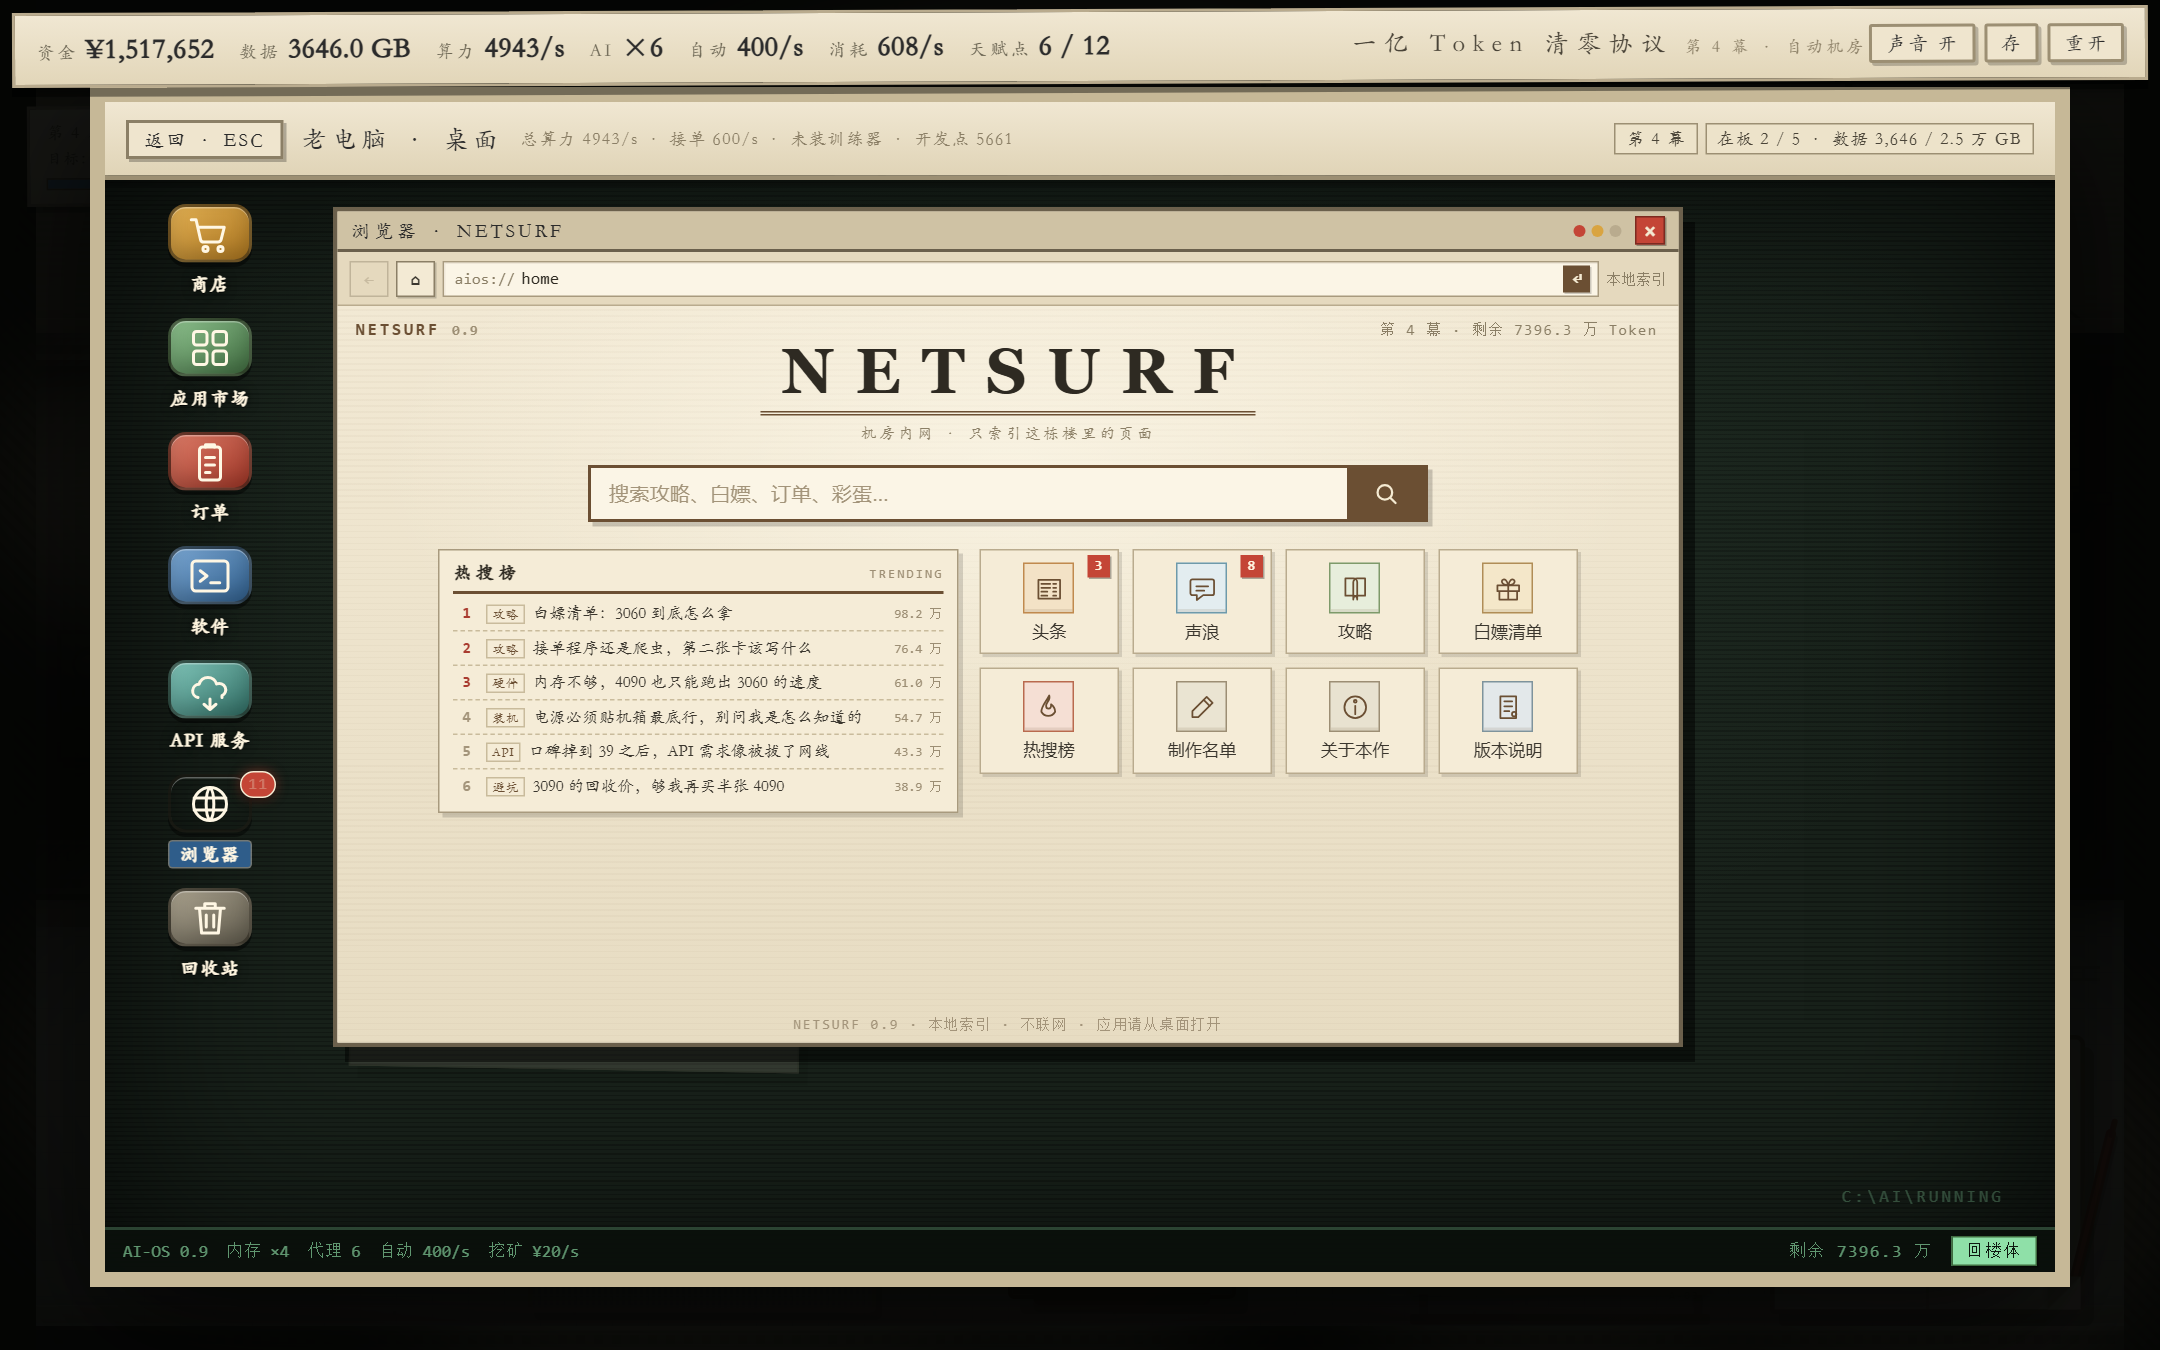 资金 ¥1,517,652 数据 3646.0 GB 算力 4943/s AI ×6 自动 400/s 消耗 608/s 天赋点 6 / 12 一亿 Token 清零协议 第 4 幕 · 自动机房 声音 开 存 重开
返回 · ESC 老电脑 · 桌面 总算力 4943/s · 接单 600/s · 未装训练器 · 开发点 5661 第 4 幕 在板 2 / 5 · 数据 3,646 / 2.5 万 GB
商店
应用市场
订单
软件
API 服务
11
浏览器
回收站
浏览器 · NETSURF
aios:// home 本地索引
NETSURF 0.9 第 4 幕 · 剩余 7396.3 万 Token
NETSURF
机房内网 · 只索引这栋楼里的页面
搜索攻略、白嫖、订单、彩蛋...
热搜榜 TRENDING
1 攻略 白嫖清单：3060 到底怎么拿 98.2 万
2 攻略 接单程序还是爬虫，第二张卡该写什么 76.4 万
3 硬件 内存不够，4090 也只能跑出 3060 的速度 61.0 万
4 装机 电源必须贴机箱最底行，别问我是怎么知道的 54.7 万
5 API 口碑掉到 39 之后，API 需求像被拔了网线 43.3 万
6 避坑 3090 的回收价，够我再买半张 4090 38.9 万
3 8
头条 声浪 攻略 白嫖清单
热搜榜 制作名单 关于本作 版本说明
NETSURF 0.9 · 本地索引 · 不联网 · 应用请从桌面打开
C:\AI\RUNNING
AI-OS 0.9 内存 ×4 代理 6 自动 400/s 挖矿 ¥20/s 剩余 7396.3 万 回楼体